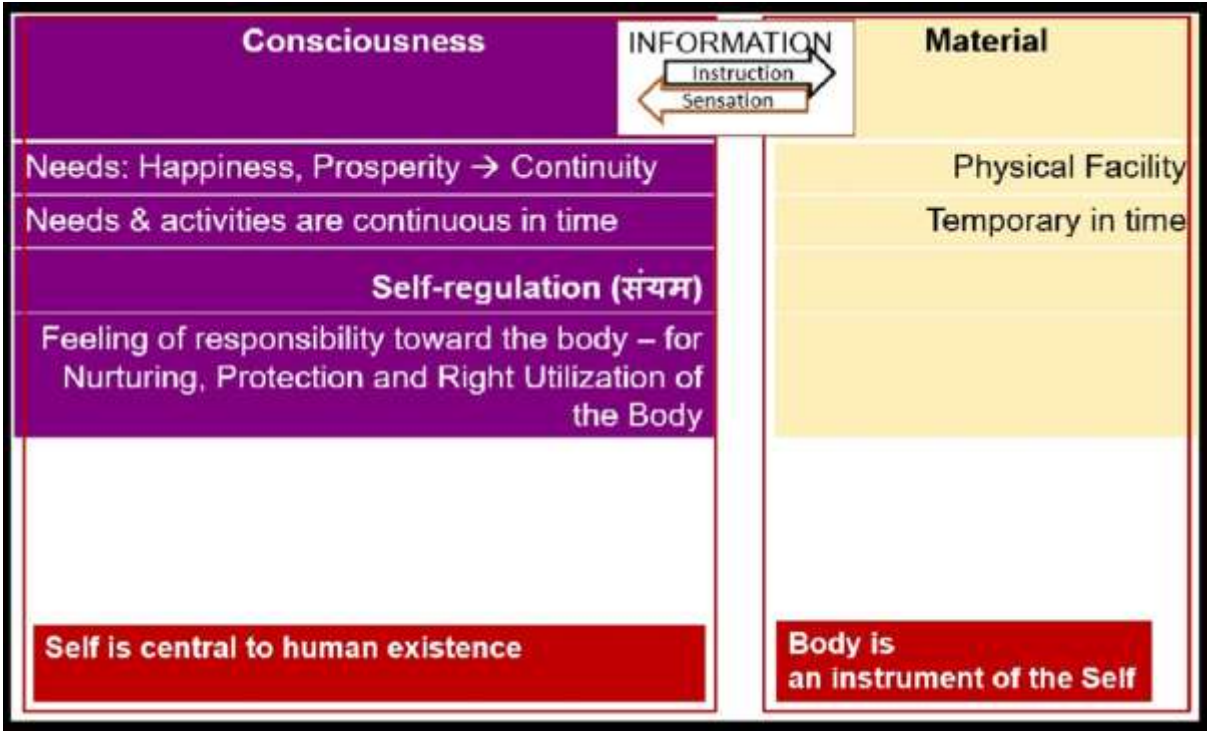 Consciousness
INFORMATION
Instruction
Sensation
Material
Needs: Happiness, Prosperity → Continuity
Physical Facility
Needs & activities are continuous in time
Temporary in time
Self-regulation (संयम)
Feeling of responsibility toward the body – for
Nurturing, Protection and Right Utilization of
the Body
Self is central to human existence
Body is
an instrument of the Self